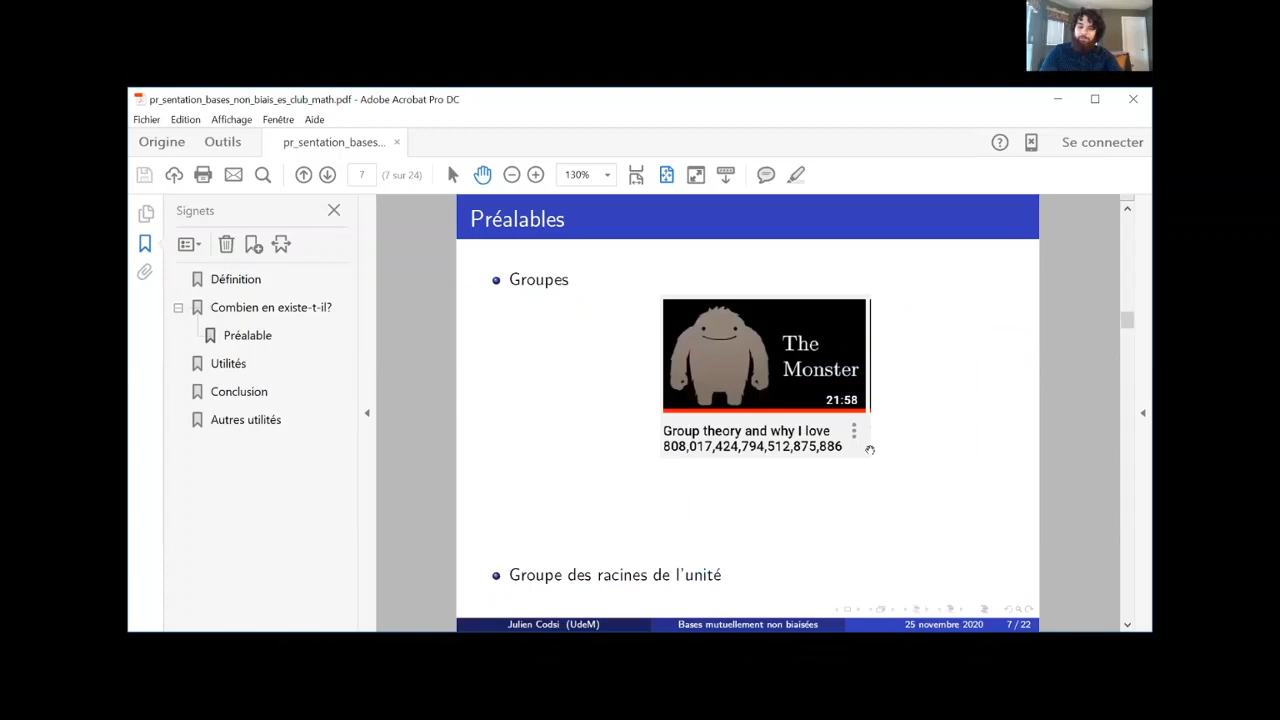 pr_sentation_bases_non_biais_es_club_math.pdf - Adobe Acrobat Pro DC
Fichier Edition Affichage Fenêtre Aide
Origine Outils pr_sentation_bases... Se connecter
7 (7 sur 24) 130%
Signets
Définition
Combien en existe-t-il?
Préalable
Utilités
Conclusion
Autres utilités
Préalables
Groupes
The
Monster
21:58
Group theory and why I love
808,017,424,794,512,875,886
Groupe des racines de l'unité
Julien Codsi (UdeM) Bases mutuellement non biaisées 25 novembre 2020 7 / 22